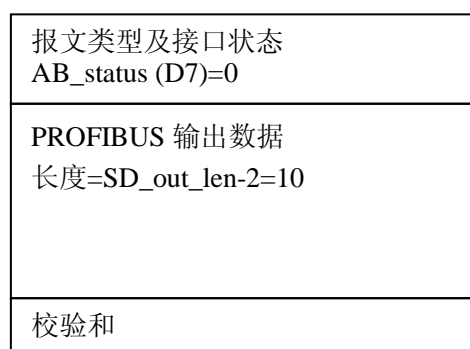 报文类型及接口状态
AB_status (D7)=0
PROFIBUS 输出数据
长度=SD_out_len-2=10
校验和